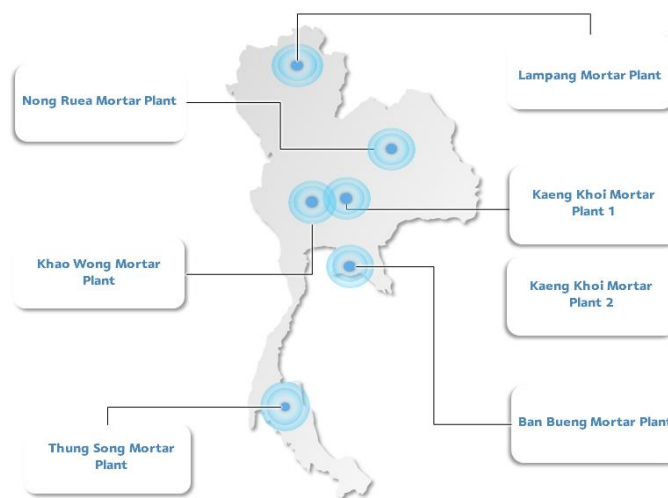 Lampang Mortar Plant
Nong Ruea Mortar Plant
Kaeng Khoi Mortar
Plant 1
Khao Wong Mortar
Plant
Kaeng Khoi Mortar
Plant 2
Ban Bueng Mortar Plant
Thung Song Mortar
Plant